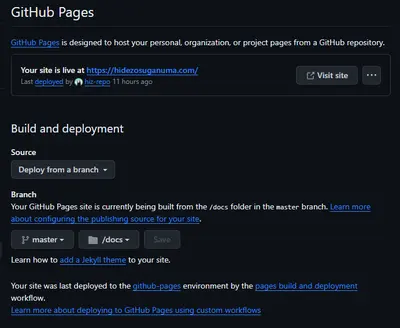 GitHub Pages
GitHub Pages is designed to host your personal, organization, or project pages from a GitHub repository.
Your site is live at https://hidezosuganuma.com/
Last deployed by hiz-repo 11 hours ago
Visit site
Build and deployment
Source
Deploy from a branch
Branch
Your GitHub Pages site is currently being built from the /docs folder in the master branch. Learn more
about configuring the publishing source for your site.
master
/docs
Save
Learn how to add a Jekyll theme to your site.
Your site was last deployed to the github-pages environment by the pages build and deployment
workflow.
Learn more about deploying to GitHub Pages using custom workflows